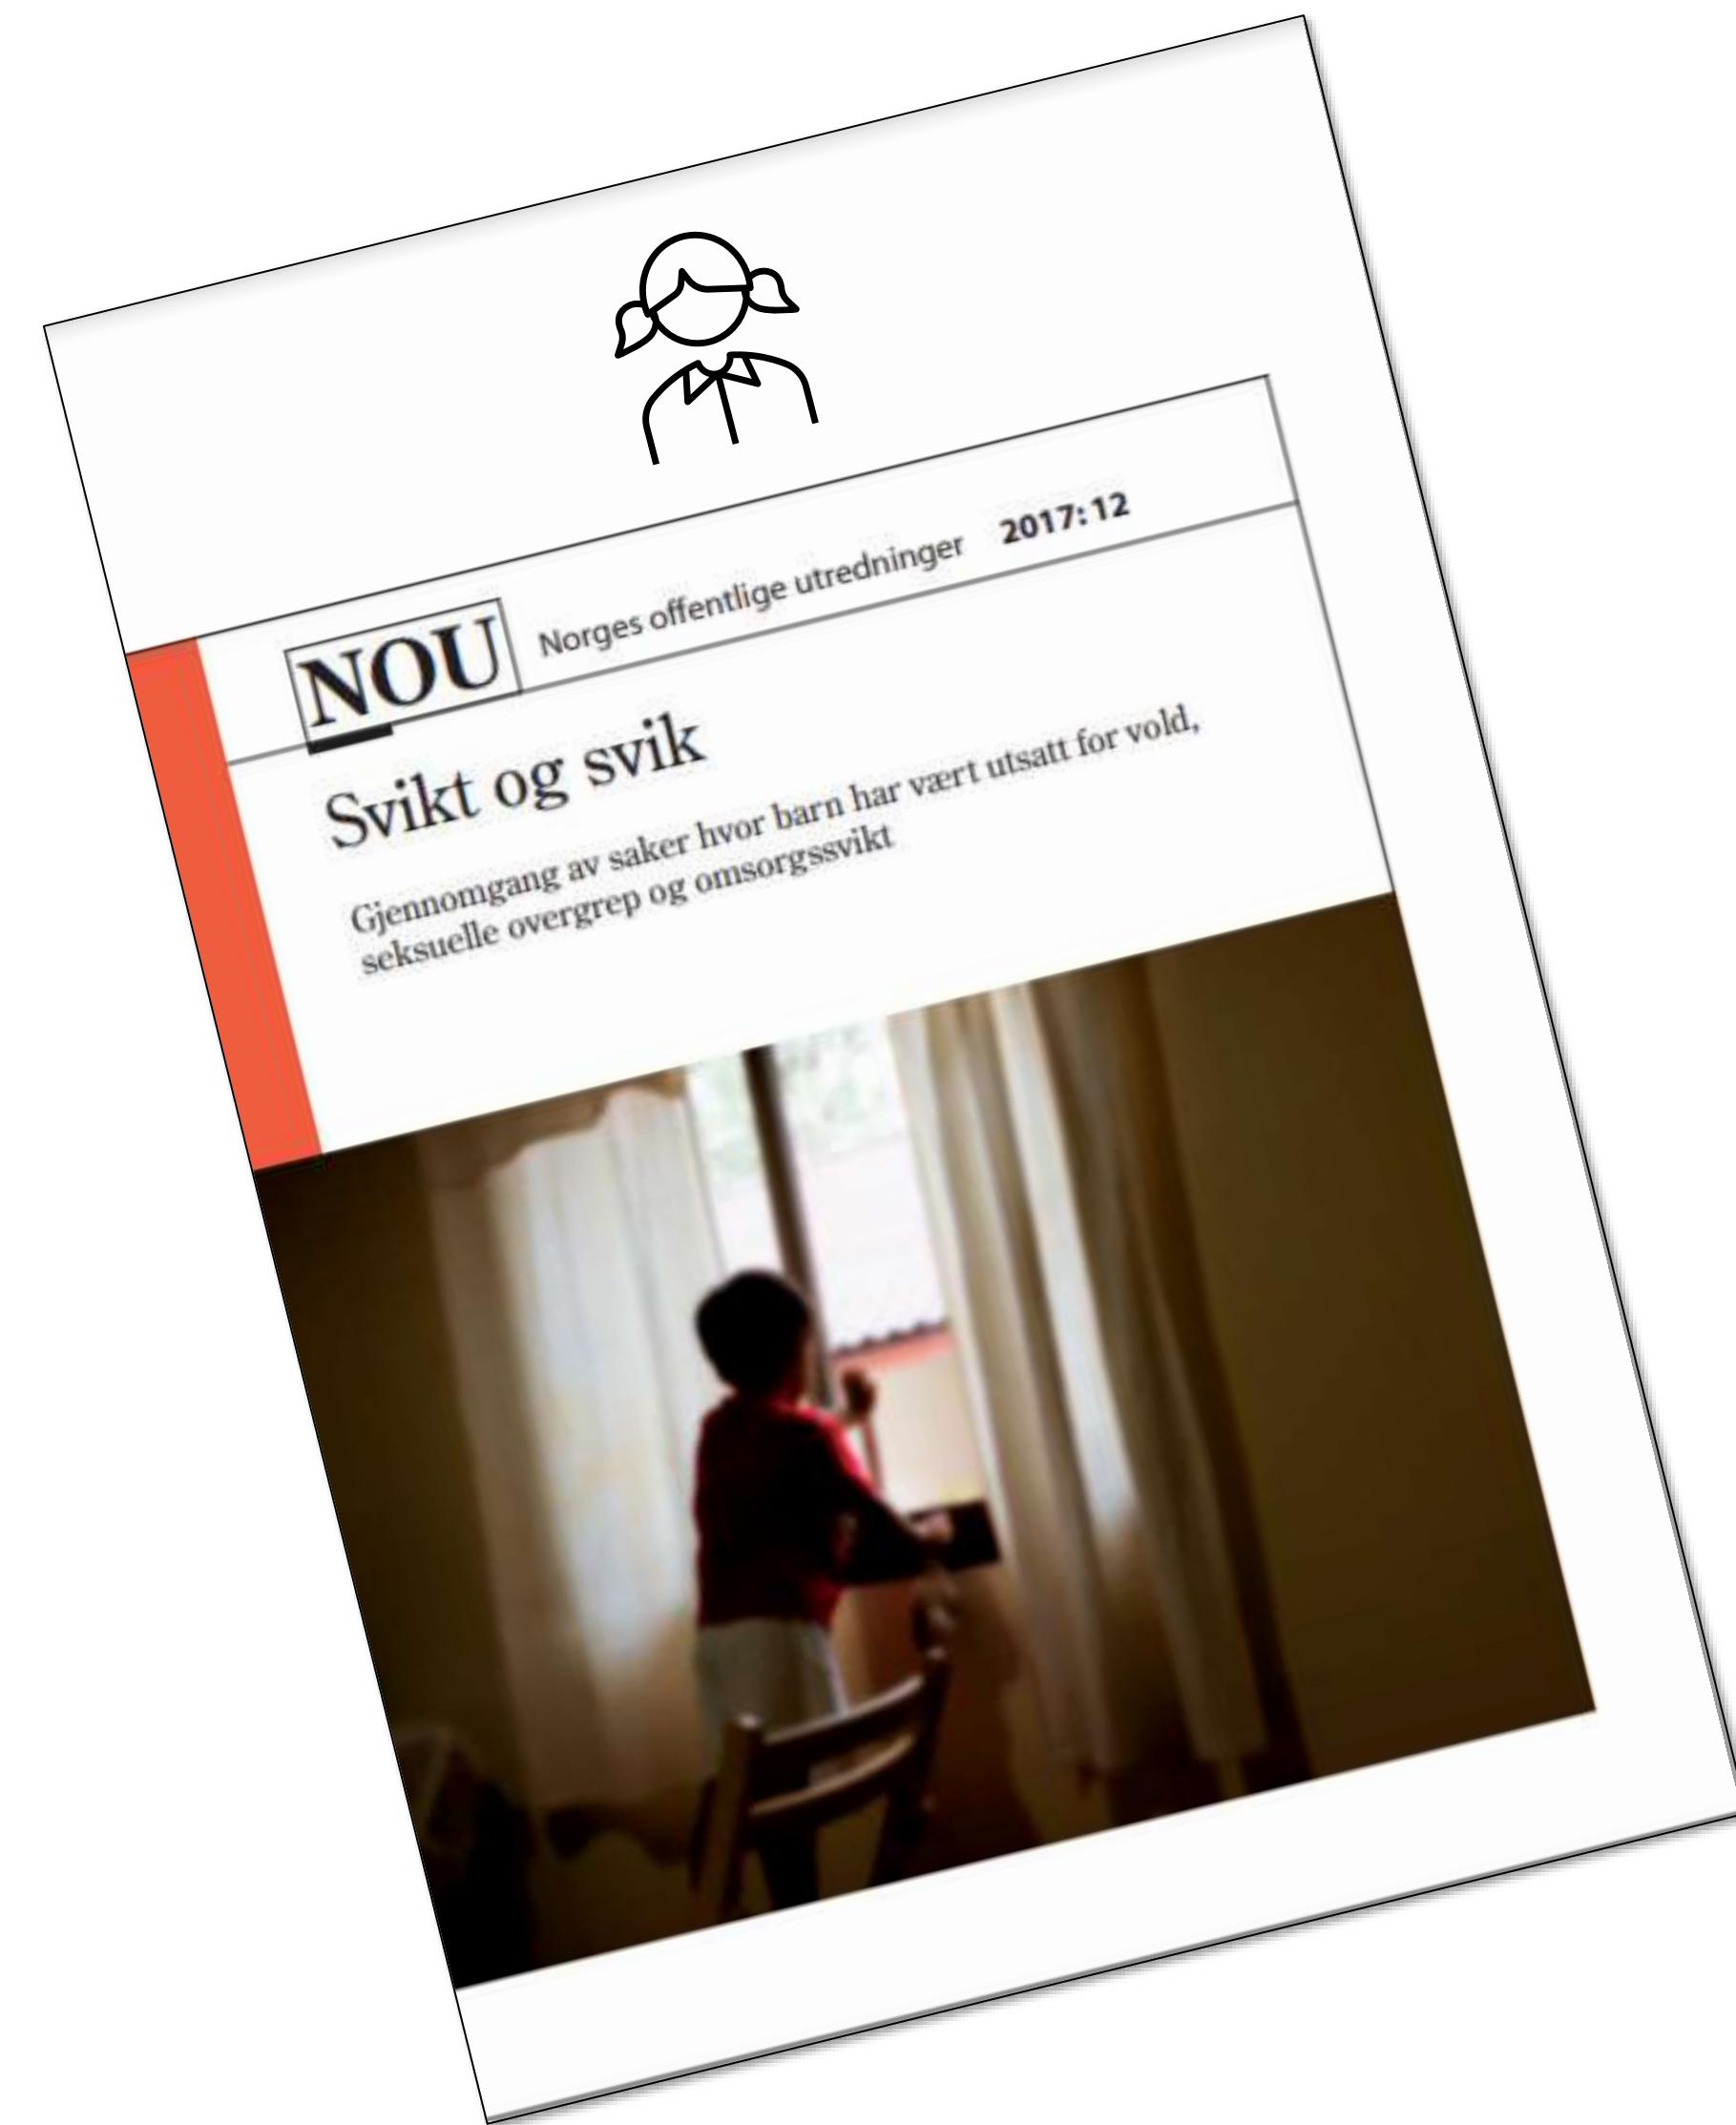 NOU Norges offentlige utredninger 2017: 12
Svikt og svik
Gjennomgang av saker hvor barn har vært utsatt for vold,
seksuelle overgrep og omsorgssvikt